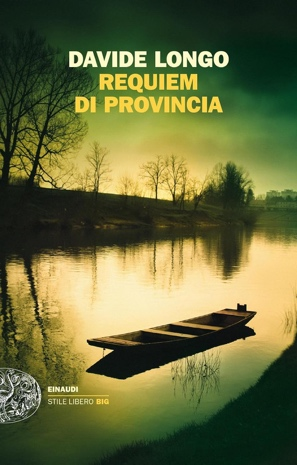 DAVIDE LONGO
REQUIEM
DI PROVINCIA
EINAUDI
STILE LIBERO BIG